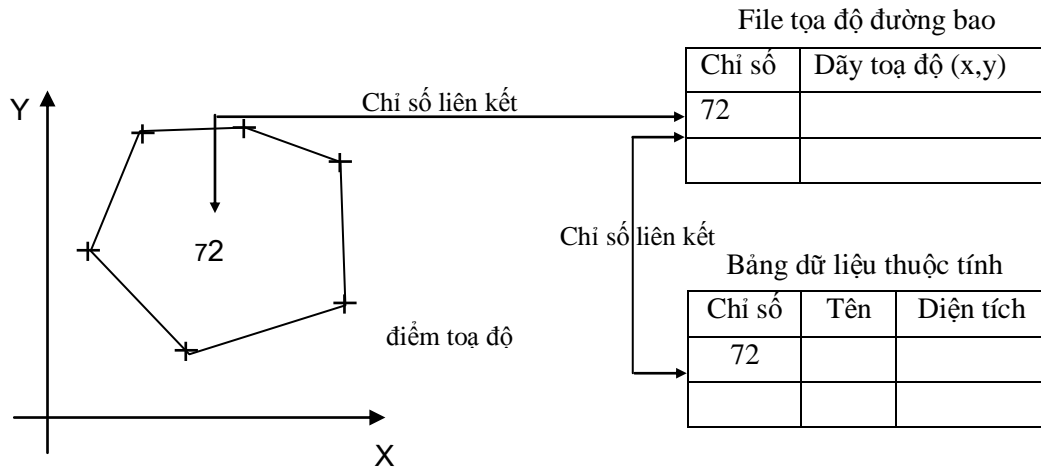 File tọa độ đường bao
Chỉ số Dãy toạ độ (x,y)
72
Y
Chỉ số liên kết
72
điểm toạ độ
X
Chỉ số liên kết
Bảng dữ liệu thuộc tính
Chỉ số Tên Diện tích
72